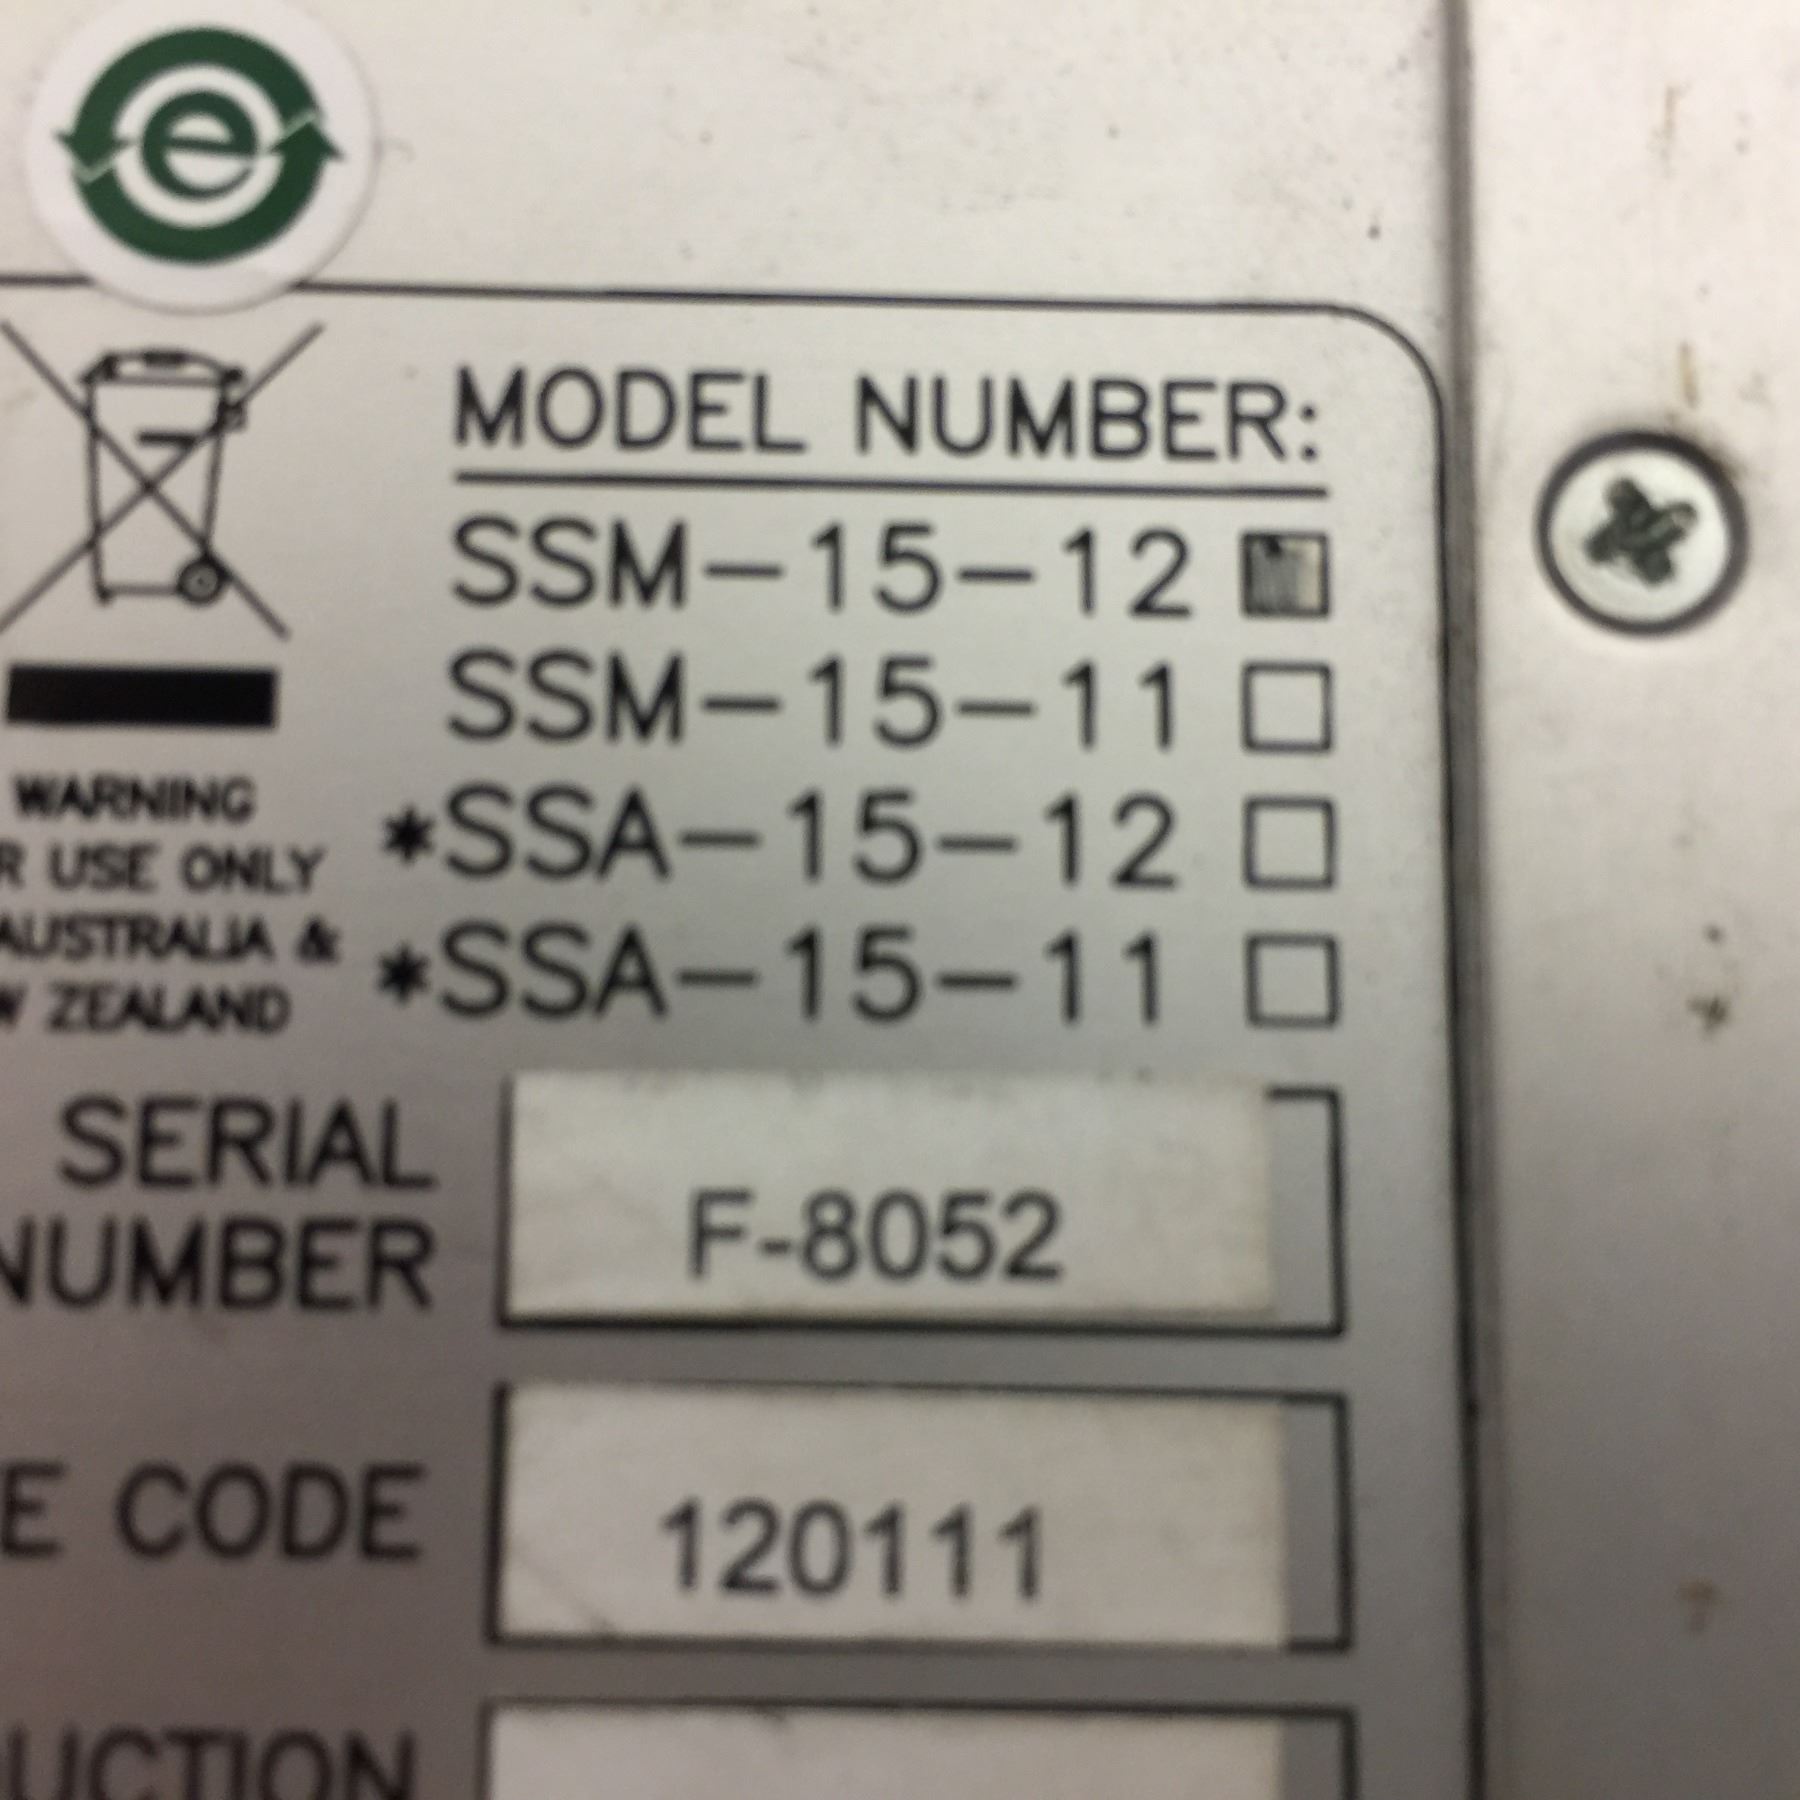 e
MODEL NUMBER:
SSM-15-12
SSM-15-11
*SSA-15-12
*SSA-15-11
WARNING
R USE ONLY
AUSTRALIA &
W ZEALAND
SERIAL
NUMBER
F-8052
E CODE
120111
UCTION